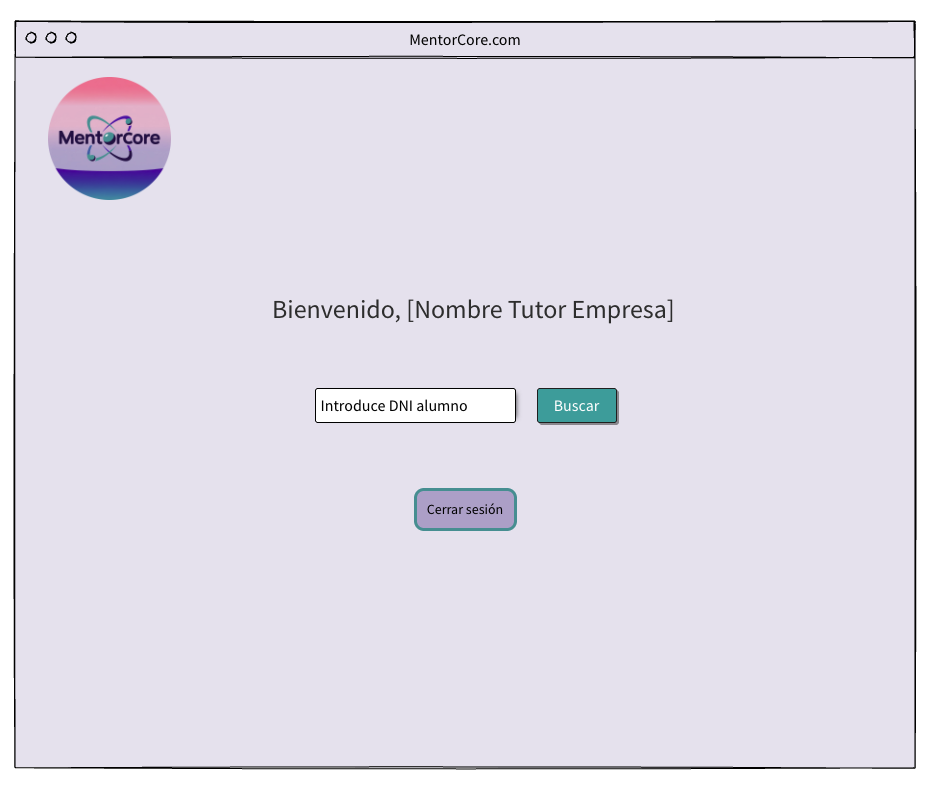 MentorCore.com
MentorCore
Bienvenido, [Nombre Tutor Empresa]
Introduce DNI alumno
Buscar
Cerrar sesión